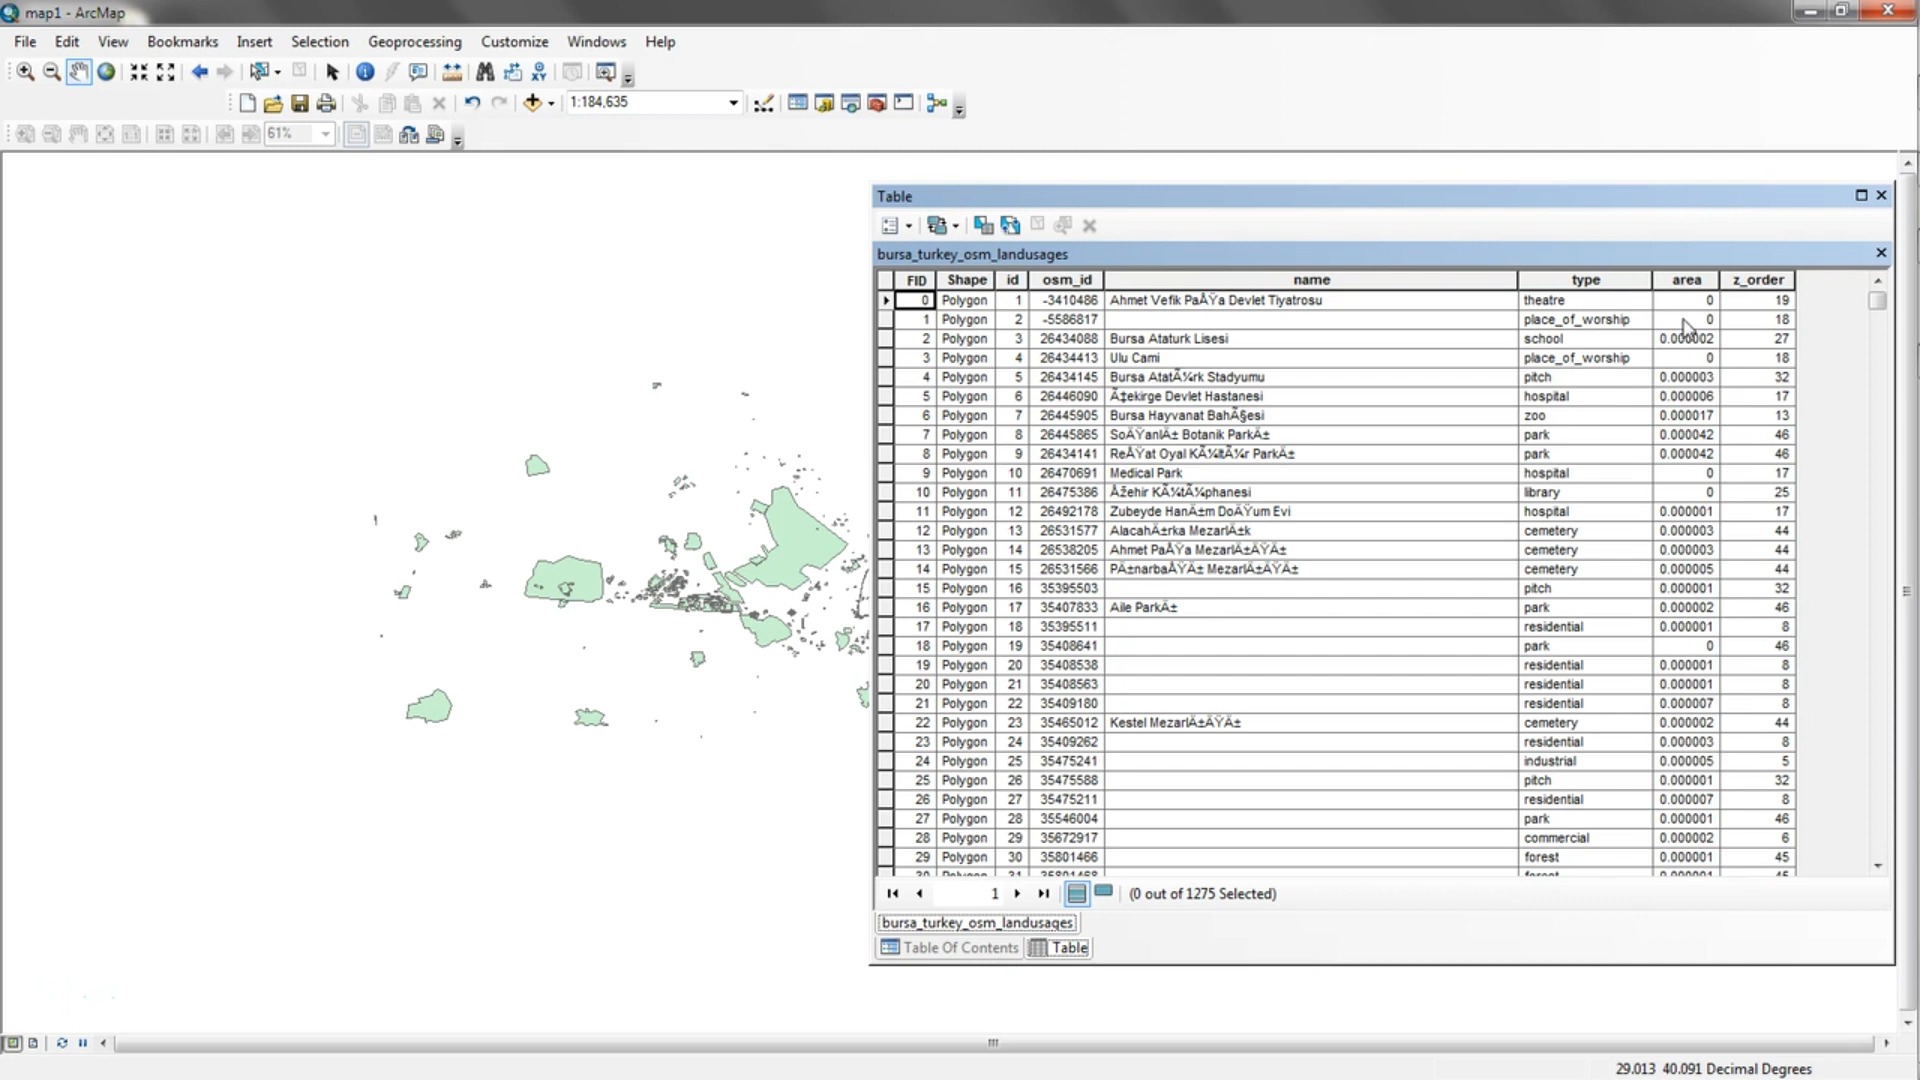 map1 - ArcMap
File Edit View Bookmarks Insert Selection Geoprocessing Customize Windows Help
1:184,635
61%
Table
bursa_turkey_osm_landusages
FID Shape id osm_id name type area z_order
0 Polygon 1 -3410486 Ahmet Vefik PaÅŸa Devlet Tiyatrosu theatre 0 19
1 Polygon 2 -5586817 place_of_worship 0 18
2 Polygon 3 26434088 Bursa Ataturk Lisesi school 0.000002 27
3 Polygon 4 26434413 Ulu Cami place_of_worship 0 18
4 Polygon 5 26434145 Bursa AtatÃ¼rk Stadyumu pitch 0.000003 32
5 Polygon 6 26446090 Ã‡ekirge Devlet Hastanesi hospital 0.000006 17
6 Polygon 7 26445905 Bursa Hayvanat BahÃ§esi zoo 0.000017 13
7 Polygon 8 26445865 SoÄŸanlÄ± Botanik ParkÄ± park 0.000042 46
8 Polygon 9 26434141 ReÅŸat Oyal KÃ¼ltÃ¼r ParkÄ± park 0.000042 46
9 Polygon 10 26470691 Medical Park hospital 0 17
10 Polygon 11 26475386 Åžehir KÃ¼tÃ¼phanesi library 0 25
11 Polygon 12 26492178 Zubeyde HanÄ±m DoÄŸum Evi hospital 0.000001 17
12 Polygon 13 26531577 AlacahÄ±rka MezarlÄ±k cemetery 0.000003 44
13 Polygon 14 26538205 Ahmet PaÅŸa MezarlÄ±ÄŸÄ± cemetery 0.000003 44
14 Polygon 15 26531566 PÄ±narbaÅŸÄ± MezarlÄ±ÄŸÄ± cemetery 0.000005 44
15 Polygon 16 35395503 pitch 0.000001 32
16 Polygon 17 35407833 Aile ParkÄ± park 0.000002 46
17 Polygon 18 35395511 residential 0.000001 8
18 Polygon 19 35408641 park 0 46
19 Polygon 20 35408538 residential 0.000001 8
20 Polygon 21 35408563 residential 0.000001 8
21 Polygon 22 35409180 residential 0.000007 8
22 Polygon 23 35465012 Kestel MezarlÄ±ÄŸÄ± cemetery 0.000002 44
23 Polygon 24 35409262 residential 0.000003 8
24 Polygon 25 35475241 industrial 0.000005 5
25 Polygon 26 35475588 pitch 0.000001 32
26 Polygon 27 35475211 residential 0.000007 8
27 Polygon 28 35546004 park 0.000001 46
28 Polygon 29 35672917 commercial 0.000002 6
29 Polygon 30 35801466 forest 0.000001 45
1 (0 out of 1275 Selected)
bursa_turkey_osm_landusages
Table Of Contents Table
29.013 40.091 Decimal Degrees